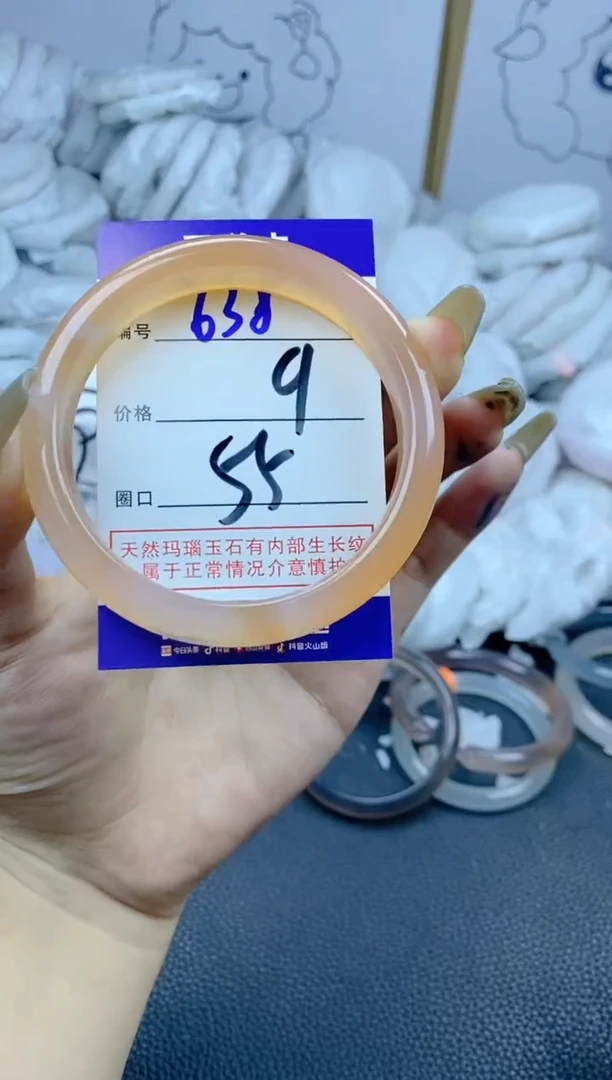 编号 638
价格 9
圈口 55
天然玛瑙玉石有内部生长纹
属于正常情况介意慎拍
今日头条 抖音 抖音火山版